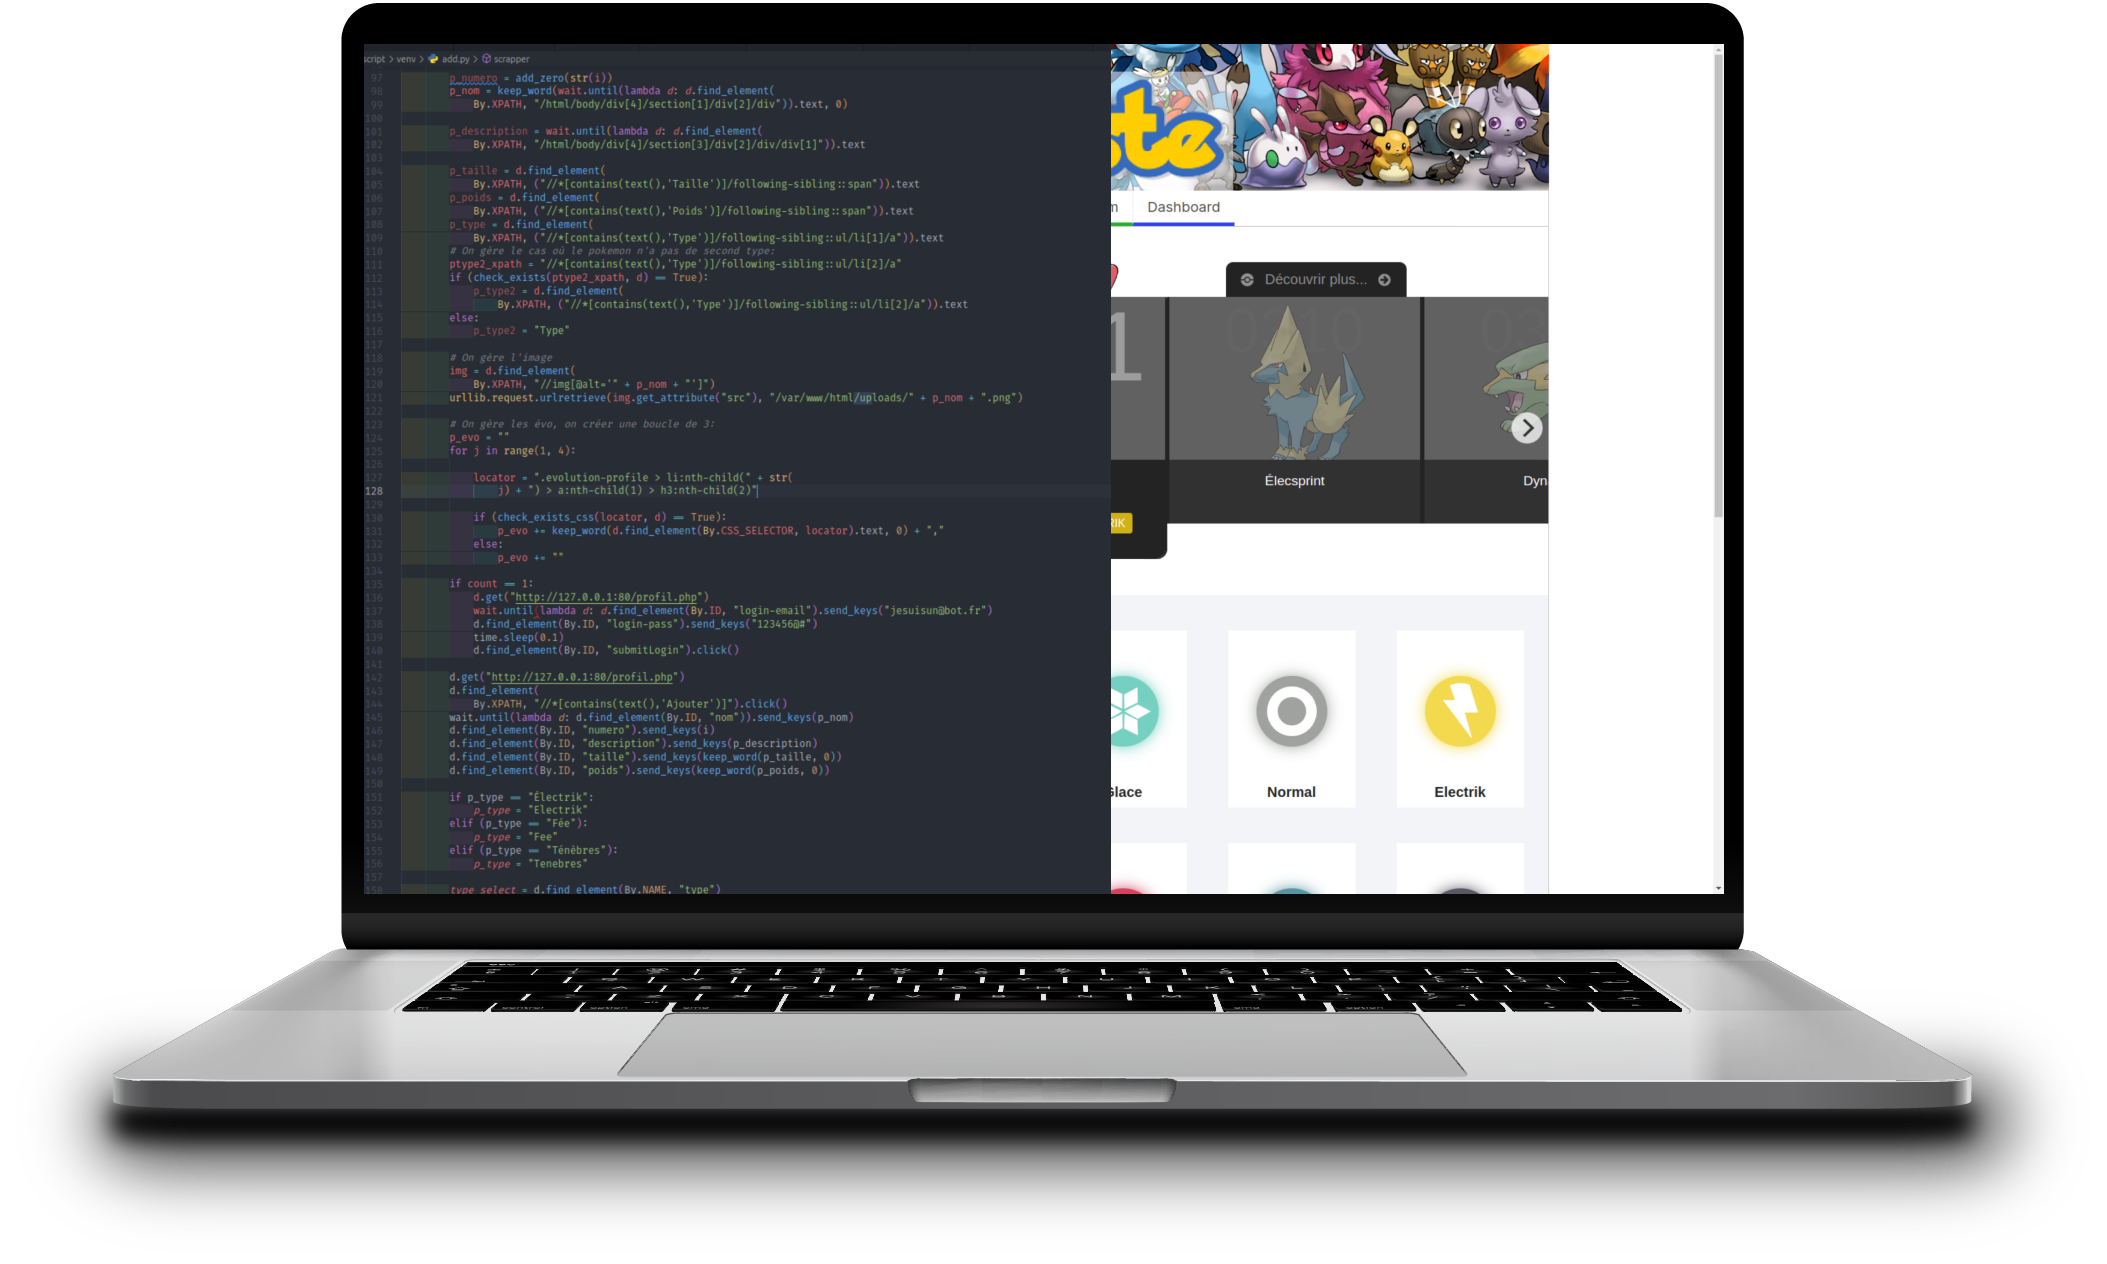 script > venv > add.py > scrapper
97 p_numero = add_zero(str(i))
98 p_nom = keep_word(wait.until(lambda d: d.find_element(
99 By.XPATH, "/html/body/div[4]/section[1]/div[2]/div")).text, 0)
100
101 p_description = wait.until(lambda d: d.find_element(
102 By.XPATH, "/html/body/div[4]/section[3]/div[2]/div/div[1]")).text
103
104 p_taille = d.find_element(
105 By.XPATH, ("//*[contains(text(),'Taille')]/following-sibling::span")).text
106 p_poids = d.find_element(
107 By.XPATH, ("//*[contains(text(),'Poids')]/following-sibling::span")).text
108 p_type = d.find_element(
109 By.XPATH, ("//*[contains(text(),'Type')]/following-sibling::ul/li[1]/a")).text
110 # On gère le cas où le pokemon n'a pas de second type:
111 ptype2_xpath = "//*[contains(text(),'Type')]/following-sibling::ul/li[2]/a"
112 if (check_exists(ptype2_xpath, d) == True):
113 p_type2 = d.find_element(
114 By.XPATH, ("//*[contains(text(),'Type')]/following-sibling::ul/li[2]/a")).text
115 else:
116 p_type2 = "Type"
117
118 # On gère l'image
119 img = d.find_element(
120 By.XPATH, "//img[@alt='" + p_nom + "']")
121 urllib.request.urlretrieve(img.get_attribute("src"), "/var/www/html/uploads/" + p_nom + ".png")
122
123 # On gère les évo, on créer une boucle de 3:
124 p_evo = ""
125 for j in range(1, 4):
126
127 locator = ".evolution-profile > li:nth-child(" + str(
128 j) + ") > a:nth-child(1) > h3:nth-child(2)"
129
130 if (check_exists_css(locator, d) == True):
131 p_evo += keep_word(d.find_element(By.CSS_SELECTOR, locator).text, 0) + ","
132 else:
133 p_evo += ""
134
135 if count == 1:
136 d.get("http://127.0.0.1:80/profil.php")
137 wait.until(lambda d: d.find_element(By.ID, "login-email").send_keys("jesuisun@bot.fr")
138 d.find_element(By.ID, "login-pass").send_keys("123456@#")
139 time.sleep(0.1)
140 d.find_element(By.ID, "submitLogin").click()
141
142 d.get("http://127.0.0.1:80/profil.php")
143 d.find_element(
144 By.XPATH, "//*[contains(text(),'Ajouter')]").click()
145 wait.until(lambda d: d.find_element(By.ID, "nom")).send_keys(p_nom)
146 d.find_element(By.ID, "numero").send_keys(i)
147 d.find_element(By.ID, "description").send_keys(p_description)
148 d.find_element(By.ID, "taille").send_keys(keep_word(p_taille, 0))
149 d.find_element(By.ID, "poids").send_keys(keep_word(p_poids, 0))
150
151 if p_type == "Électrik":
152 p_type = "Electrik"
153 elif (p_type == "Fée"):
154 p_type = "Fee"
155 elif (p_type == "Ténèbres"):
156 p_type = "Tenebres"
157
158 type_select = d.find_element(By.NAME, "type")
ste
m Dashboard
Découvrir plus...
1
0310
03
Élecsprint
Dyn
RIK
Glace
Normal
Electrik